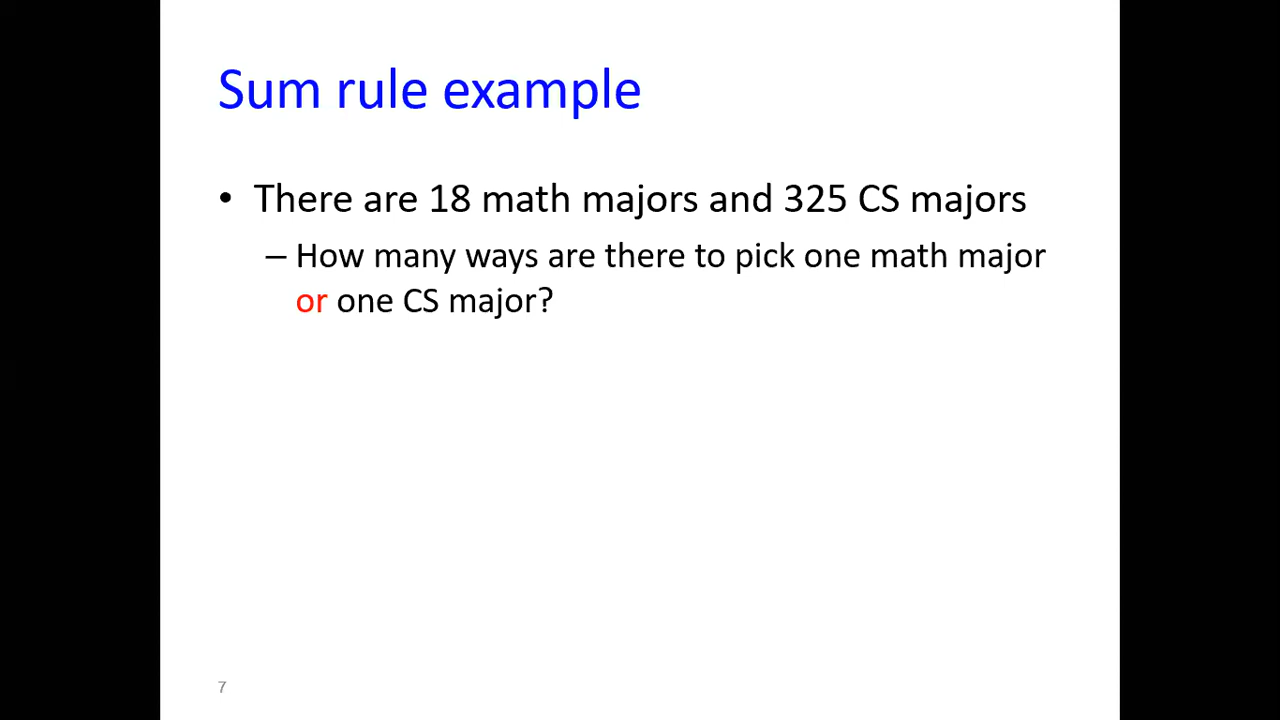 Sum rule example
• There are 18 math majors and 325 CS majors
– How many ways are there to pick one math major
or one CS major?
7